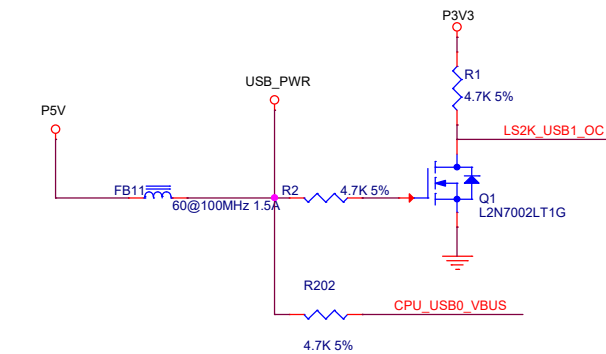 P3V3
R1
4.7K 5%
USB_PWR
P5V
LS2K_USB1_OC
FB11
60@100MHz 1.5A
R2
4.7K 5%
Q1
L2N7002LT1G
R202
CPU_USB0_VBUS
4.7K 5%